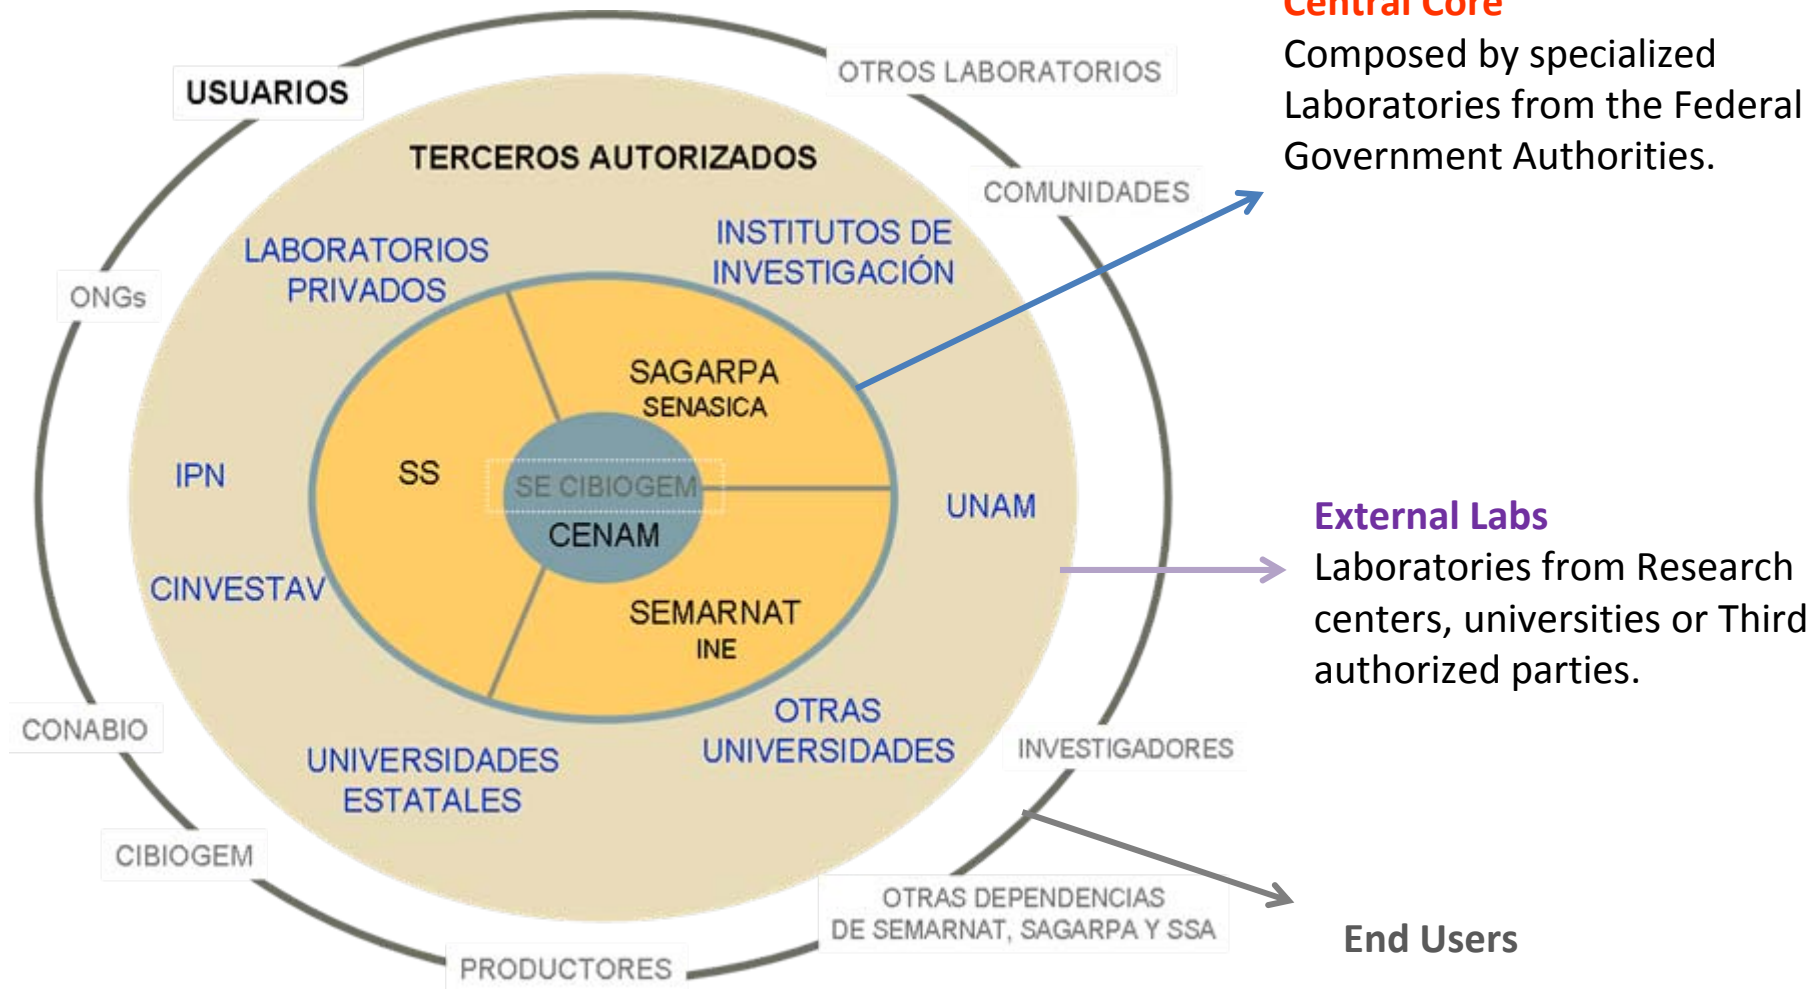 Central Core
Composed by specialized
Laboratories from the Federal
Government Authorities.
OTROS LABORATORIOS
USUARIOS
TERCEROS AUTORIZADOS
COMUNIDADES
LABORATORIOS
PRIVADOS
INSTITUTOS DE
INVESTIGACIÓN
ONGs
SAGARPA
SENASICA
IPN
SS
SE CIBIOGEM
CENAM
UNAM
External Labs
Laboratories from Research
centers, universities or Third
authorized parties.
CINVESTAV
SEMARNAT
INE
CONABIO
OTRAS
UNIVERSIDADES
INVESTIGADORES
UNIVERSIDADES
ESTATALES
CIBIOGEM
OTRAS DEPENDENCIAS
DE SEMARNAT, SAGARPA Y SSA
End Users
PRODUCTORES